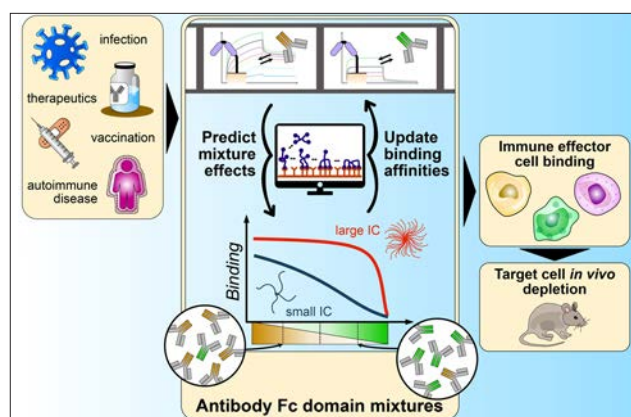 infection
therapeutics
vaccination
autoimmune
disease
Predict
mixture
effects
Update
binding
affinities
Binding
large IC
small IC
Antibody Fc domain mixtures
Immune effector
cell binding
Target cell in vivo
depletion